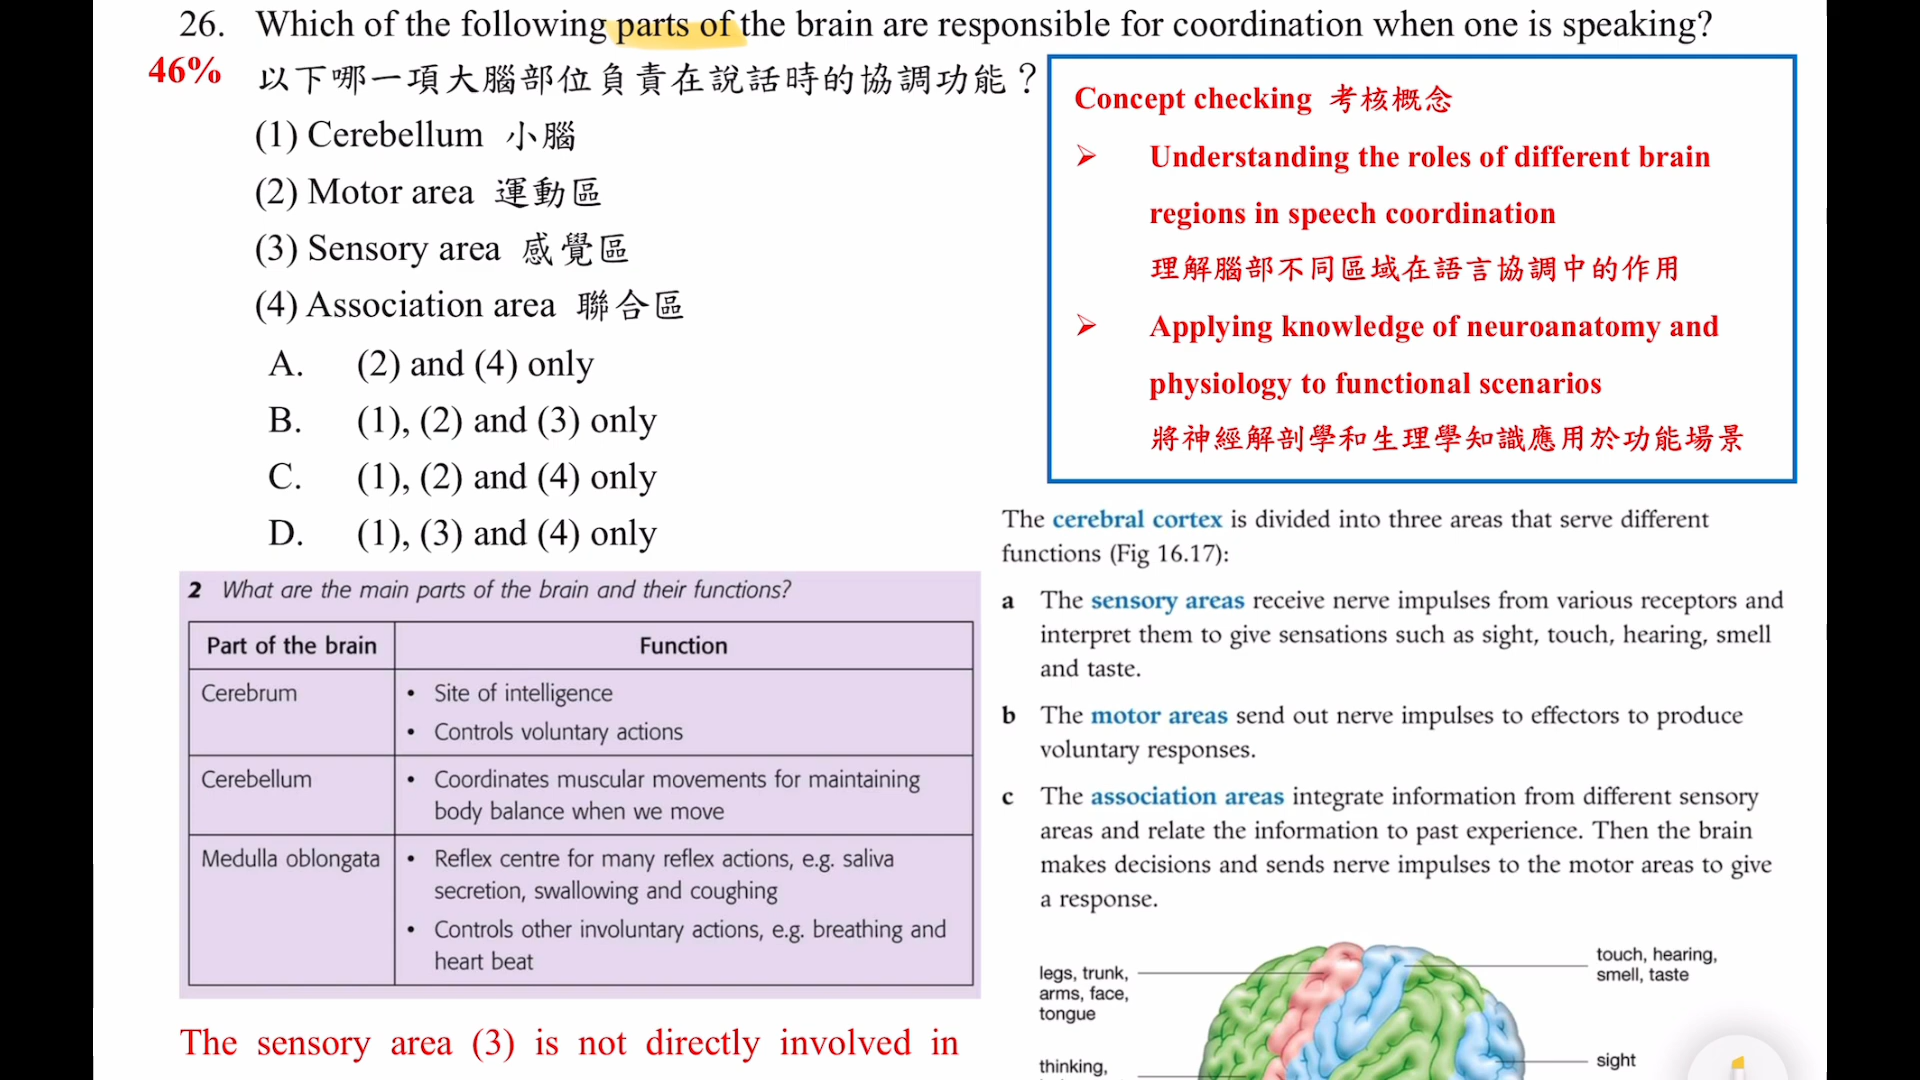 26. Which of the following parts of the brain are responsible for coordination when one is speaking?
46%
以下哪一項大腦部位負責在說話時的協調功能？
(1) Cerebellum 小腦
(2) Motor area 運動區
(3) Sensory area 感覺區
(4) Association area 聯合區
A. (2) and (4) only
B. (1), (2) and (3) only
C. (1), (2) and (4) only
D. (1), (3) and (4) only
Concept checking 考核概念
➢ Understanding the roles of different brain
regions in speech coordination
理解腦部不同區域在語言協調中的作用
➢ Applying knowledge of neuroanatomy and
physiology to functional scenarios
將神經解剖學和生理學知識應用於功能場景
2 What are the main parts of the brain and their functions?
Part of the brain
Function
Cerebrum
• Site of intelligence
• Controls voluntary actions
Cerebellum
• Coordinates muscular movements for maintaining
body balance when we move
Medulla oblongata
• Reflex centre for many reflex actions, e.g. saliva
secretion, swallowing and coughing
• Controls other involuntary actions, e.g. breathing and
heart beat
The sensory area (3) is not directly involved in
The cerebral cortex is divided into three areas that serve different
functions (Fig 16.17):
a The sensory areas receive nerve impulses from various receptors and
interpret them to give sensations such as sight, touch, hearing, smell
and taste.
b The motor areas send out nerve impulses to effectors to produce
voluntary responses.
c The association areas integrate information from different sensory
areas and relate the information to past experience. Then the brain
makes decisions and sends nerve impulses to the motor areas to give
a response.
legs, trunk,
arms, face,
tongue
touch, hearing,
smell, taste
thinking,
sight